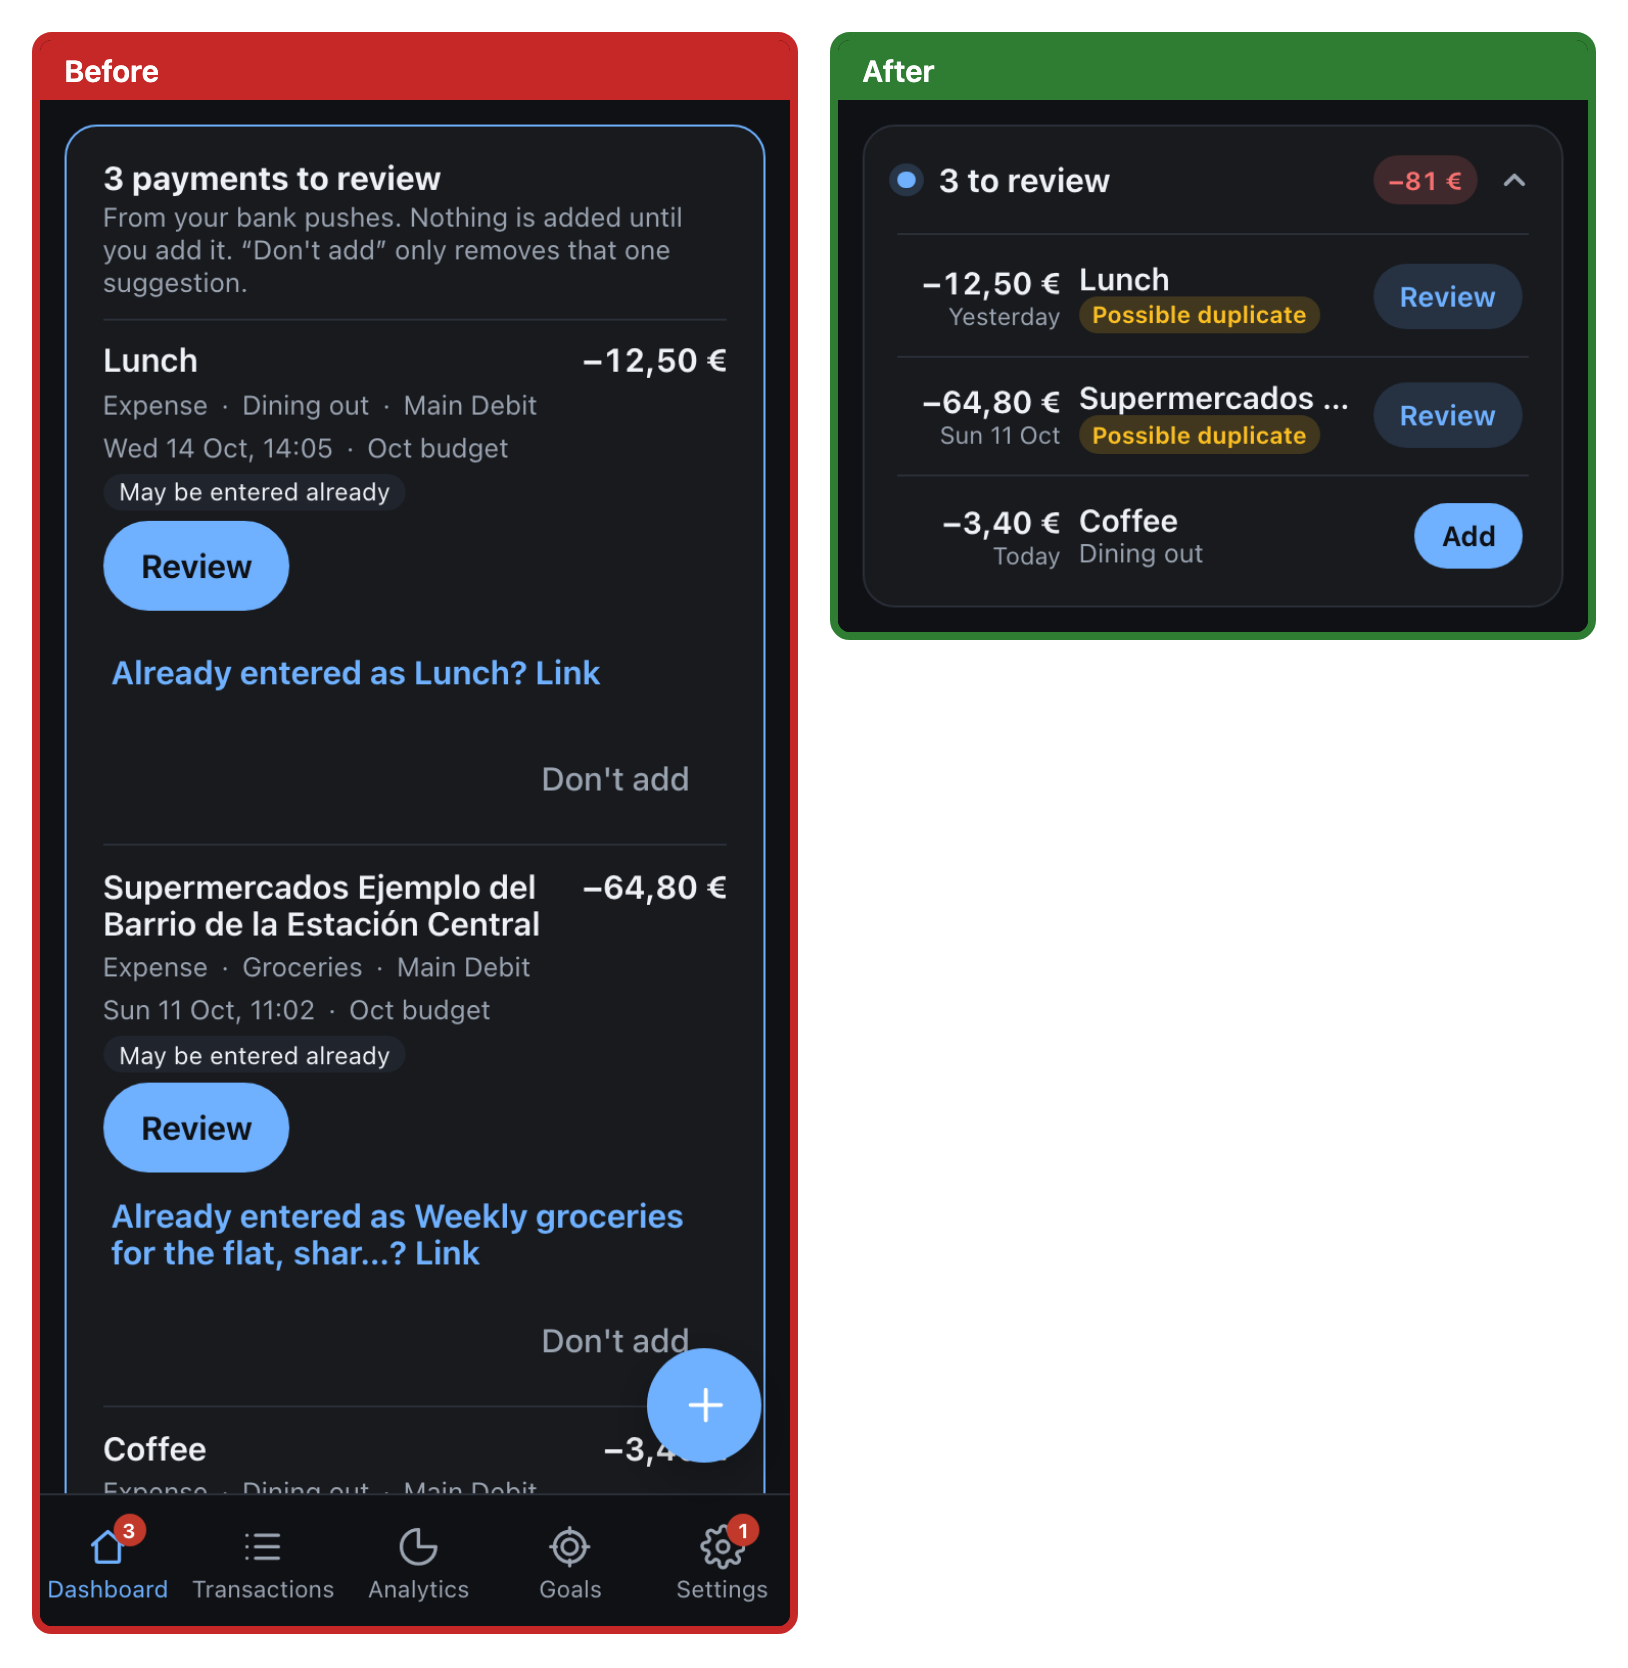 Before
3 payments to review
From your bank pushes. Nothing is added until
you add it. “Don't add” only removes that one
suggestion.
Lunch −12,50 €
Expense · Dining out · Main Debit
Wed 14 Oct, 14:05 · Oct budget
May be entered already
Review
Already entered as Lunch? Link
Don't add
Supermercados Ejemplo del −64,80 €
Barrio de la Estación Central
Expense · Groceries · Main Debit
Sun 11 Oct, 11:02 · Oct budget
May be entered already
Review
Already entered as Weekly groceries
for the flat, shar...? Link
Don't add
Coffee
Expense · Dining out · Main Debit
3 1
Dashboard Transactions Analytics Goals Settings
After
3 to review −81 €
−12,50 € Lunch
Yesterday Possible duplicate
Review
−64,80 € Supermercados ...
Sun 11 Oct Possible duplicate
Review
−3,40 € Coffee
Today Dining out
Add